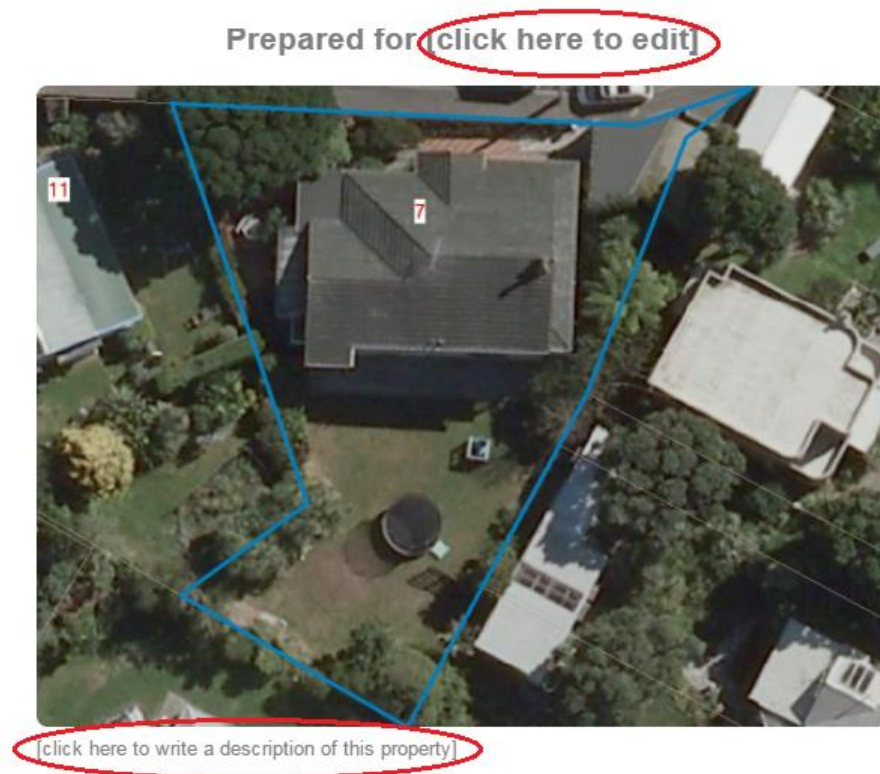 Prepared for [click here to edit]
11
7
[click here to write a description of this property]